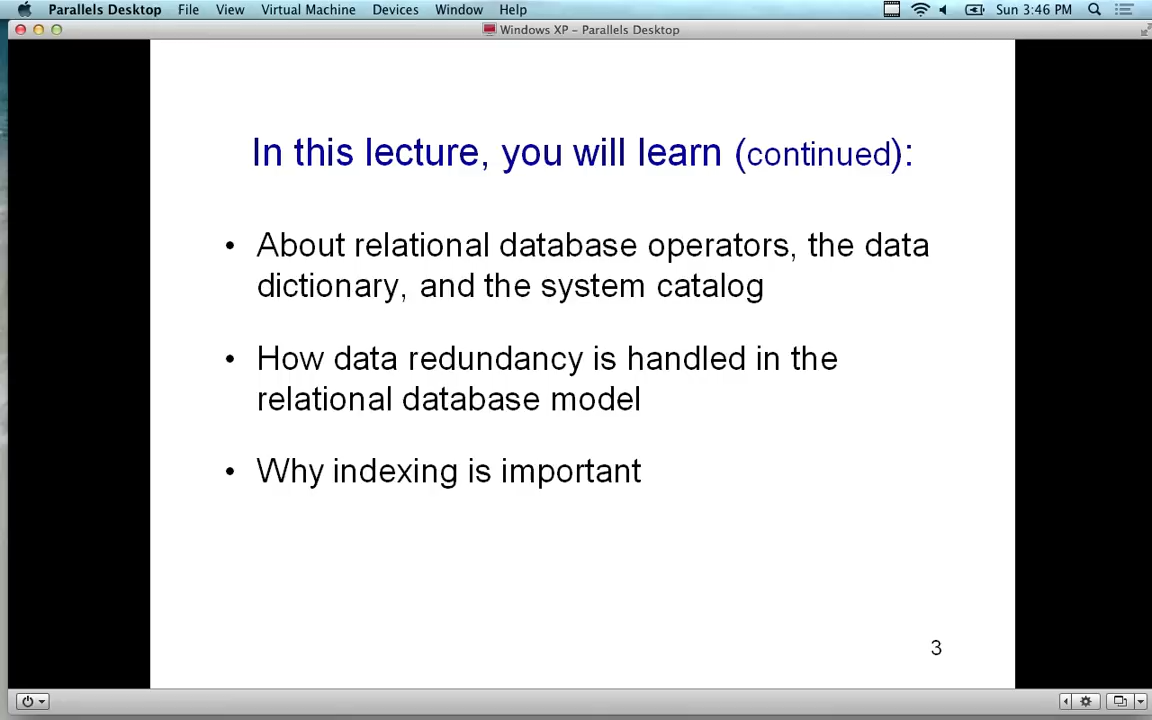 Parallels Desktop File View Virtual Machine Devices Window Help Sun 3:46 PM
Windows XP - Parallels Desktop
In this lecture, you will learn (continued):
• About relational database operators, the data
dictionary, and the system catalog
• How data redundancy is handled in the
relational database model
• Why indexing is important
3